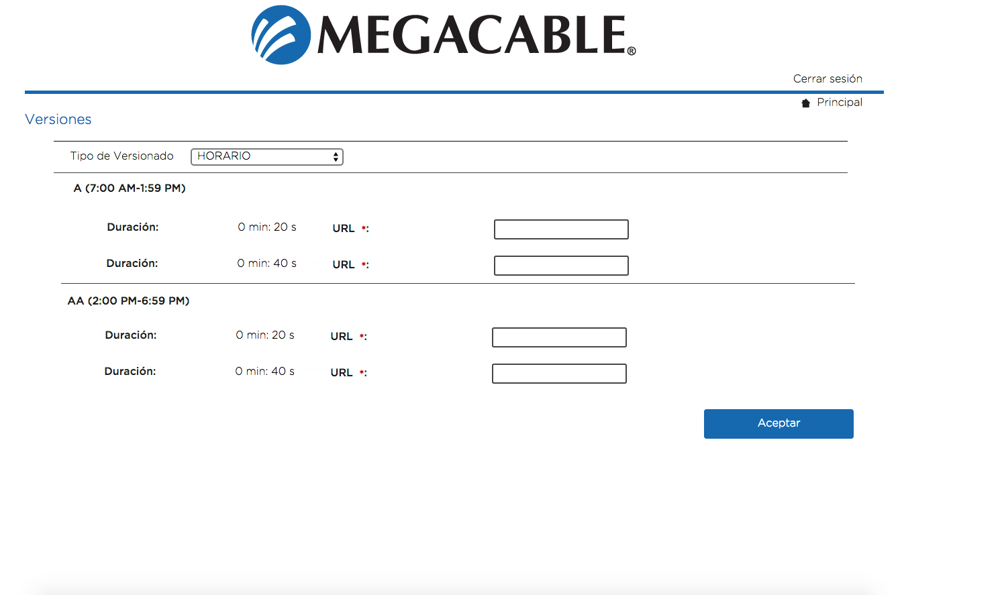 MEGACABLE®
Cerrar sesión
Principal
Versiones
Tipo de Versionado HORARIO
A (7:00 AM-1:59 PM)
Duración: 0 min: 20 s URL *:
Duración: 0 min: 40 s URL *:
AA (2:00 PM-6:59 PM)
Duración: 0 min: 20 s URL *:
Duración: 0 min: 40 s URL *:
Aceptar